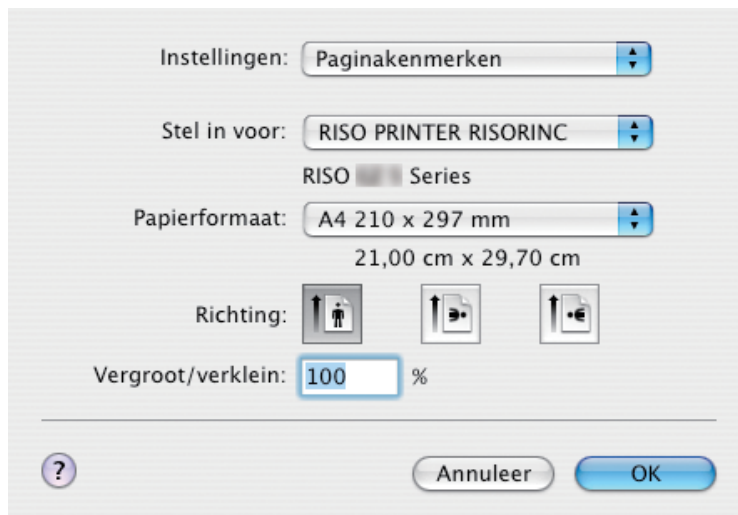 Instellingen: Paginakenmerken
Stel in voor: RISO PRINTER RISORINC
RISO Series
Papierformaat: A4 210 x 297 mm
21,00 cm x 29,70 cm
Richting:
Vergroot/verklein: 100 %
? Annuleer OK